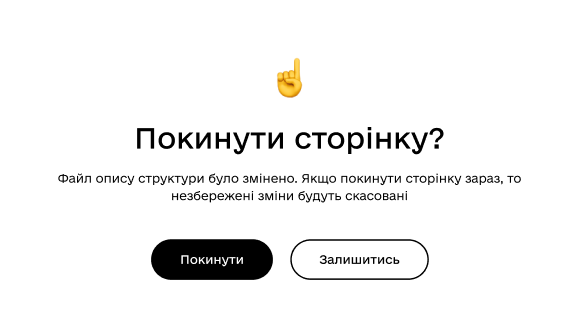 Покинути сторінку?
Файл опису структури було змінено. Якщо покинути сторінку зараз, то
незбережені зміни будуть скасовані
Покинути
Залишитись